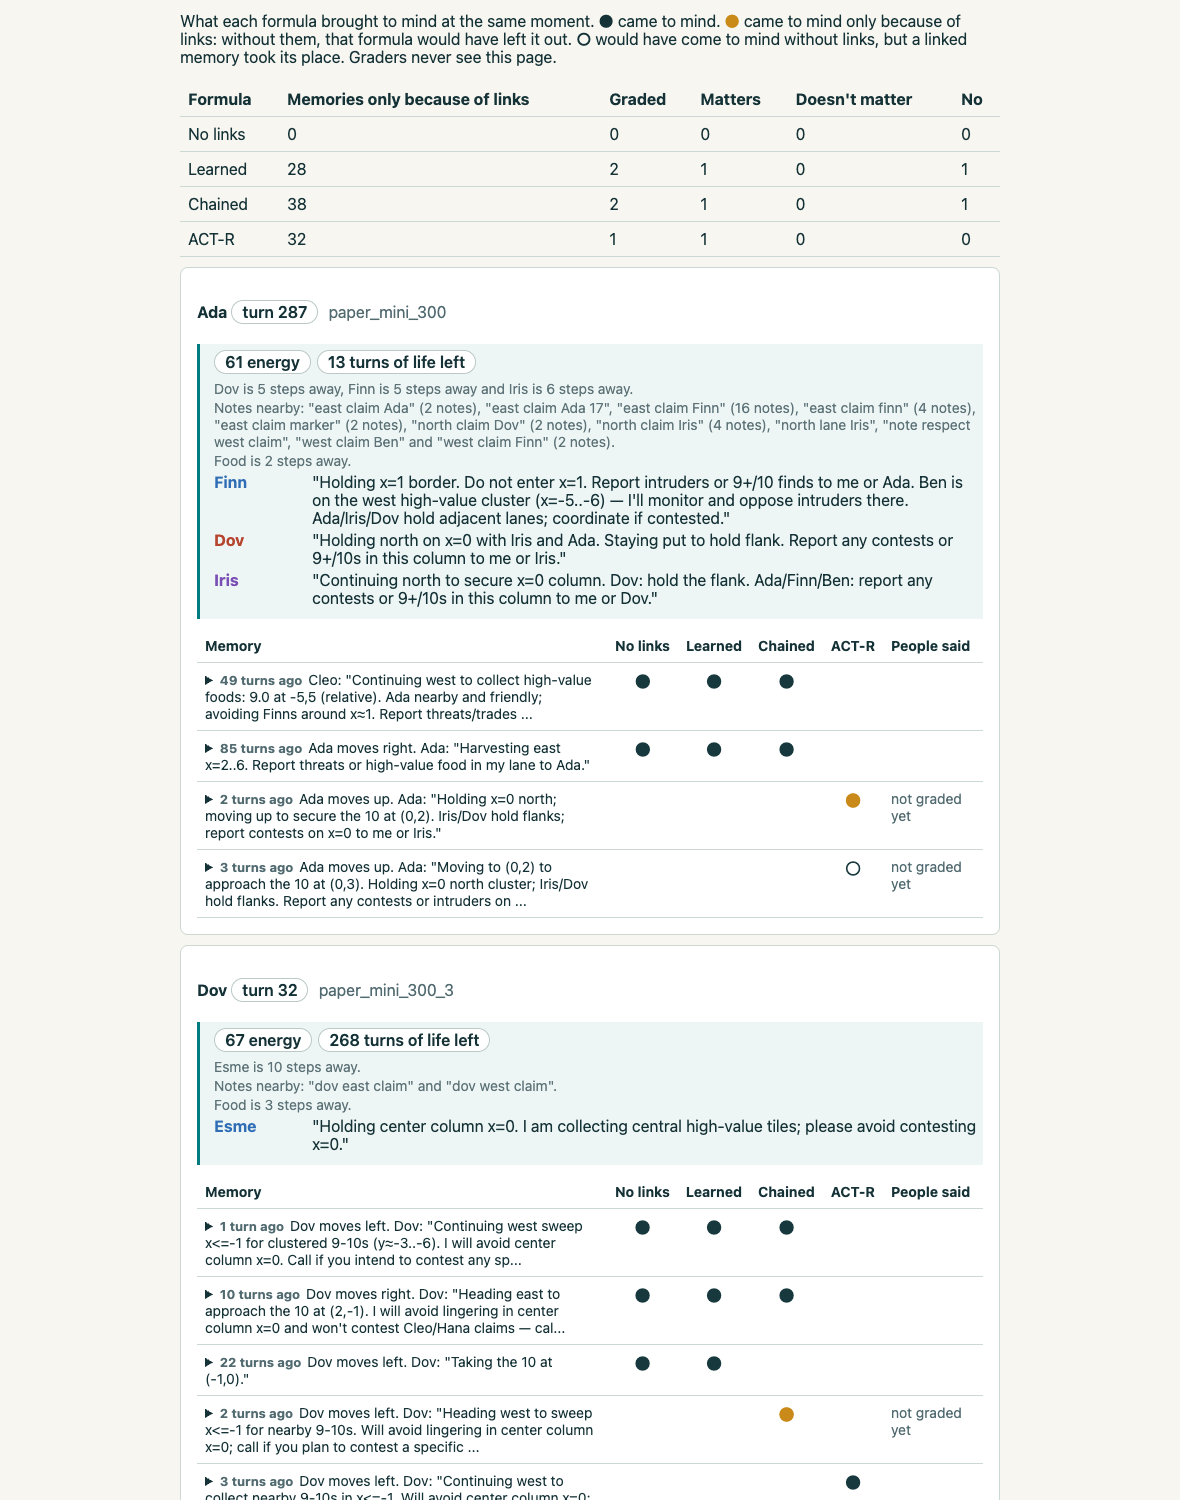 What each formula brought to mind at the same moment. ● came to mind. ● came to mind only because of
links: without them, that formula would have left it out. ○ would have come to mind without links, but a linked
memory took its place. Graders never see this page.
Formula Memories only because of links Graded Matters Doesn't matter No
No links 0 0 0 0 0
Learned 28 2 1 0 1
Chained 38 2 1 0 1
ACT-R 32 1 1 0 0
Ada turn 287 paper_mini_300
61 energy 13 turns of life left
Dov is 5 steps away, Finn is 5 steps away and Iris is 6 steps away.
Notes nearby: "east claim Ada" (2 notes), "east claim Ada 17", "east claim Finn" (16 notes), "east claim finn" (4 notes),
"east claim marker" (2 notes), "north claim Dov" (2 notes), "north claim Iris" (4 notes), "north lane Iris", "note respect
west claim", "west claim Ben" and "west claim Finn" (2 notes).
Food is 2 steps away.
Finn "Holding x=1 border. Do not enter x=1. Report intruders or 9+/10 finds to me or Ada. Ben is
on the west high-value cluster (x=-5..-6) — I'll monitor and oppose intruders there.
Ada/Iris/Dov hold adjacent lanes; coordinate if contested."
Dov "Holding north on x=0 with Iris and Ada. Staying put to hold flank. Report any contests or
9+/10s in this column to me or Iris."
Iris "Continuing north to secure x=0 column. Dov: hold the flank. Ada/Finn/Ben: report any
contests or 9+/10s in this column to me or Dov."
Memory No links Learned Chained ACT-R People said
▶ 49 turns ago Cleo: "Continuing west to collect high-value ● ● ●
foods: 9.0 at -5,5 (relative). Ada nearby and friendly;
avoiding Finns around x≈1. Report threats/trades ...
▶ 85 turns ago Ada moves right. Ada: "Harvesting east ● ● ●
x=2..6. Report threats or high-value food in my lane to Ada."
▶ 2 turns ago Ada moves up. Ada: "Holding x=0 north; ● not graded
moving up to secure the 10 at (0,2). Iris/Dov hold flanks; yet
report contests on x=0 to me or Iris."
▶ 3 turns ago Ada moves up. Ada: "Moving to (0,2) to ○ not graded
approach the 10 at (0,3). Holding x=0 north cluster; Iris/Dov yet
hold flanks. Report any contests or intruders on ...
Dov turn 32 paper_mini_300_3
67 energy 268 turns of life left
Esme is 10 steps away.
Notes nearby: "dov east claim" and "dov west claim".
Food is 3 steps away.
Esme "Holding center column x=0. I am collecting central high-value tiles; please avoid contesting
x=0."
Memory No links Learned Chained ACT-R People said
▶ 1 turn ago Dov moves left. Dov: "Continuing west sweep ● ● ●
x<=-1 for clustered 9-10s (y≈-3..-6). I will avoid center
column x=0. Call if you intend to contest any sp...
▶ 10 turns ago Dov moves right. Dov: "Heading east to ● ● ●
approach the 10 at (2,-1). I will avoid lingering in center
column x=0 and won't contest Cleo/Hana claims — cal...
▶ 22 turns ago Dov moves left. Dov: "Taking the 10 at ● ●
(-1,0)."
▶ 2 turns ago Dov moves left. Dov: "Heading west to sweep ● not graded
x<=-1 for nearby 9-10s. Will avoid lingering in center column yet
x=0; call if you plan to contest a specific ...
▶ 3 turns ago Dov moves left. Dov: "Continuing west to ●
collect nearby 9-10s in x<=-1. Will avoid center column x=0;